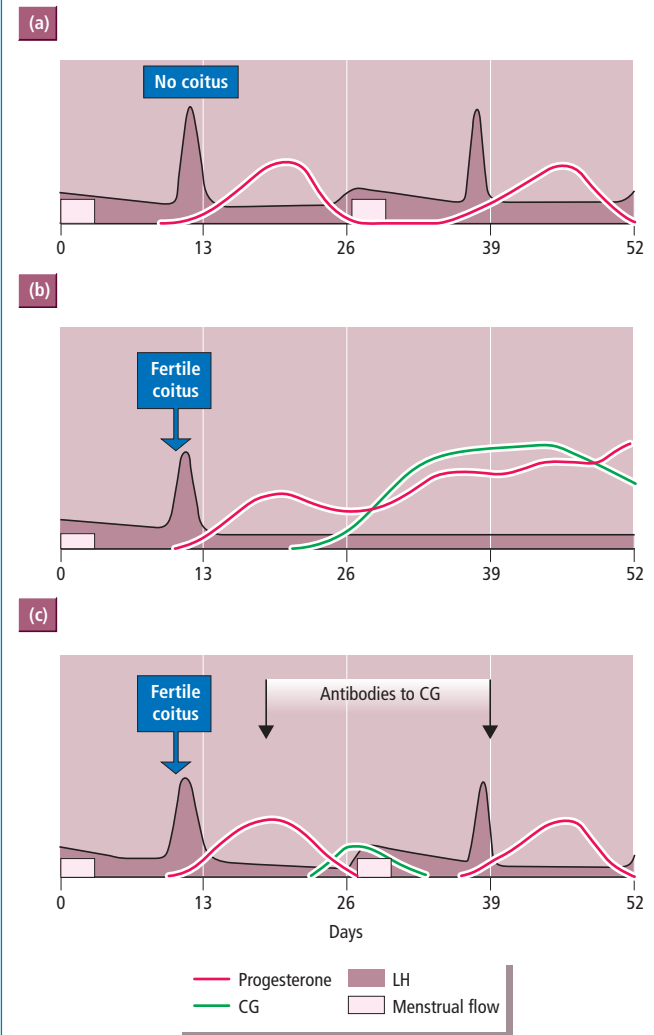 (a)
No coitus
0 13 26 39 52
(b)
Fertile
coitus
0 13 26 39 52
(c)
Fertile
coitus
Antibodies to CG
0 13 26 39 52
Days
Progesterone LH
CG Menstrual flow